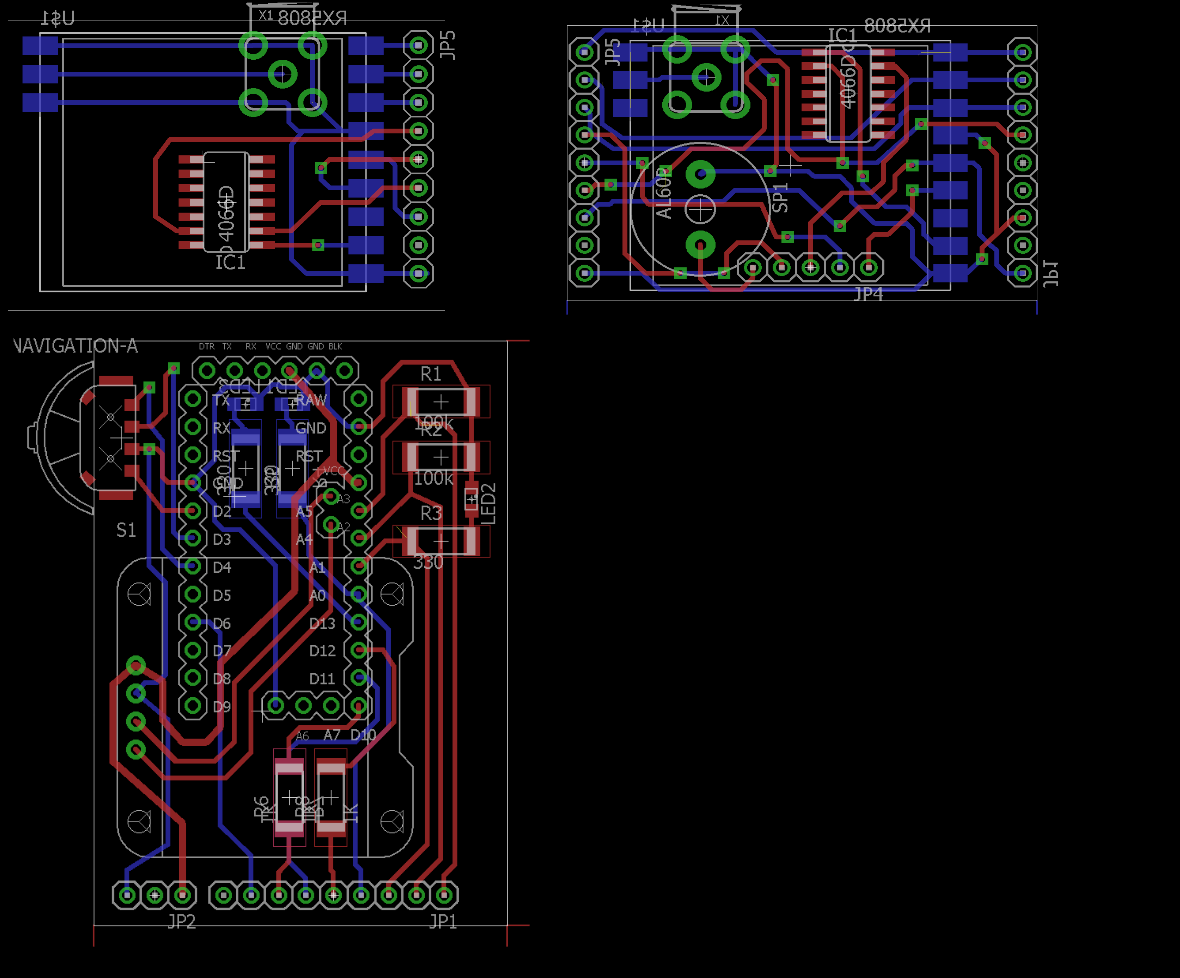 U$1
X1
RX5808
JP5
4066D
IC1
U$1
X1
RX5808
IC1
JP5
4066D
AL60P
SP1
JP4
JP1
NAVIGATION-A
DTR TX RX VCC GND GND BLK
LED3
LED1
TX
RAW
RX
GND
RST
RST
GND
VCC
330
330
A3
A2
D2
A5
D3
A4
D4
A1
D5
A0
D6
D13
D7
D12
D8
D11
D9
A6
A7
D10
S1
R1
100k
R2
100k
R3
330
LED2
R6
1K
R8
1K
JP2
JP1